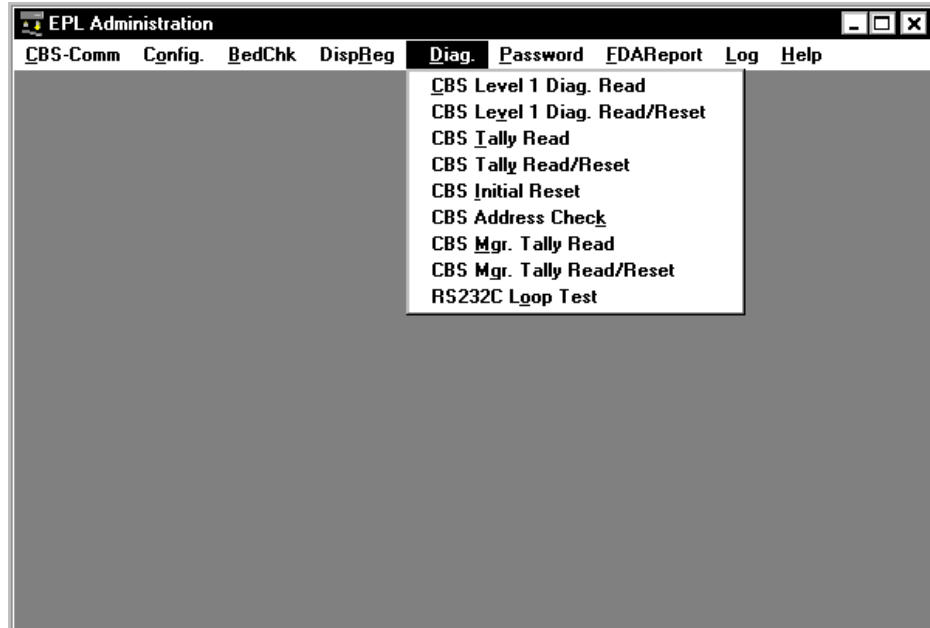 EPL Administration
CBS-Comm Config. BedChk DispReg Diag. Password FDAReport Log Help
CBS Level 1 Diag. Read
CBS Level 1 Diag. Read/Reset
CBS Tally Read
CBS Tally Read/Reset
CBS Initial Reset
CBS Address Check
CBS Mgr. Tally Read
CBS Mgr. Tally Read/Reset
RS232C Loop Test